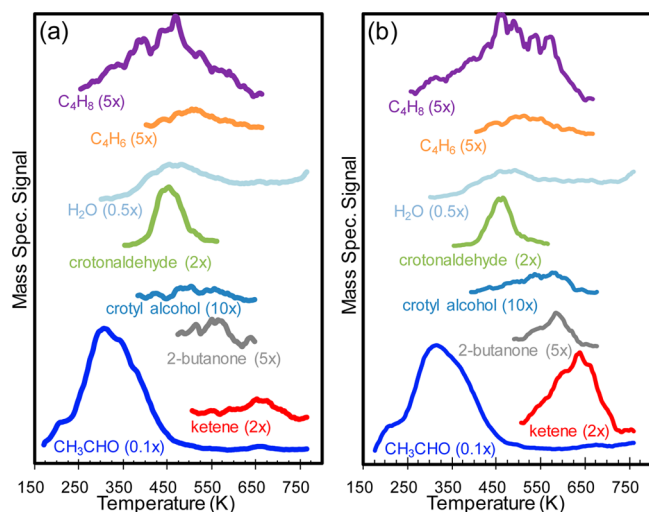 (a)
C₄H₈ (5x)
C₄H₆ (5x)
H₂O (0.5x)
crotonaldehyde (2x)
crotyl alcohol (10x)
2-butanone (5x)
ketene (2x)
CH₃CHO (0.1x)
Mass Spec. Signal
150 250 350 450 550 650 750
Temperature (K)
(b)
C₄H₈ (5x)
C₄H₆ (5x)
H₂O (0.5x)
crotonaldehyde (2x)
crotyl alcohol (10x)
2-butanone (5x)
ketene (2x)
CH₃CHO (0.1x)
Mass Spec. Signal
150 250 350 450 550 650 750
Temperature (K)